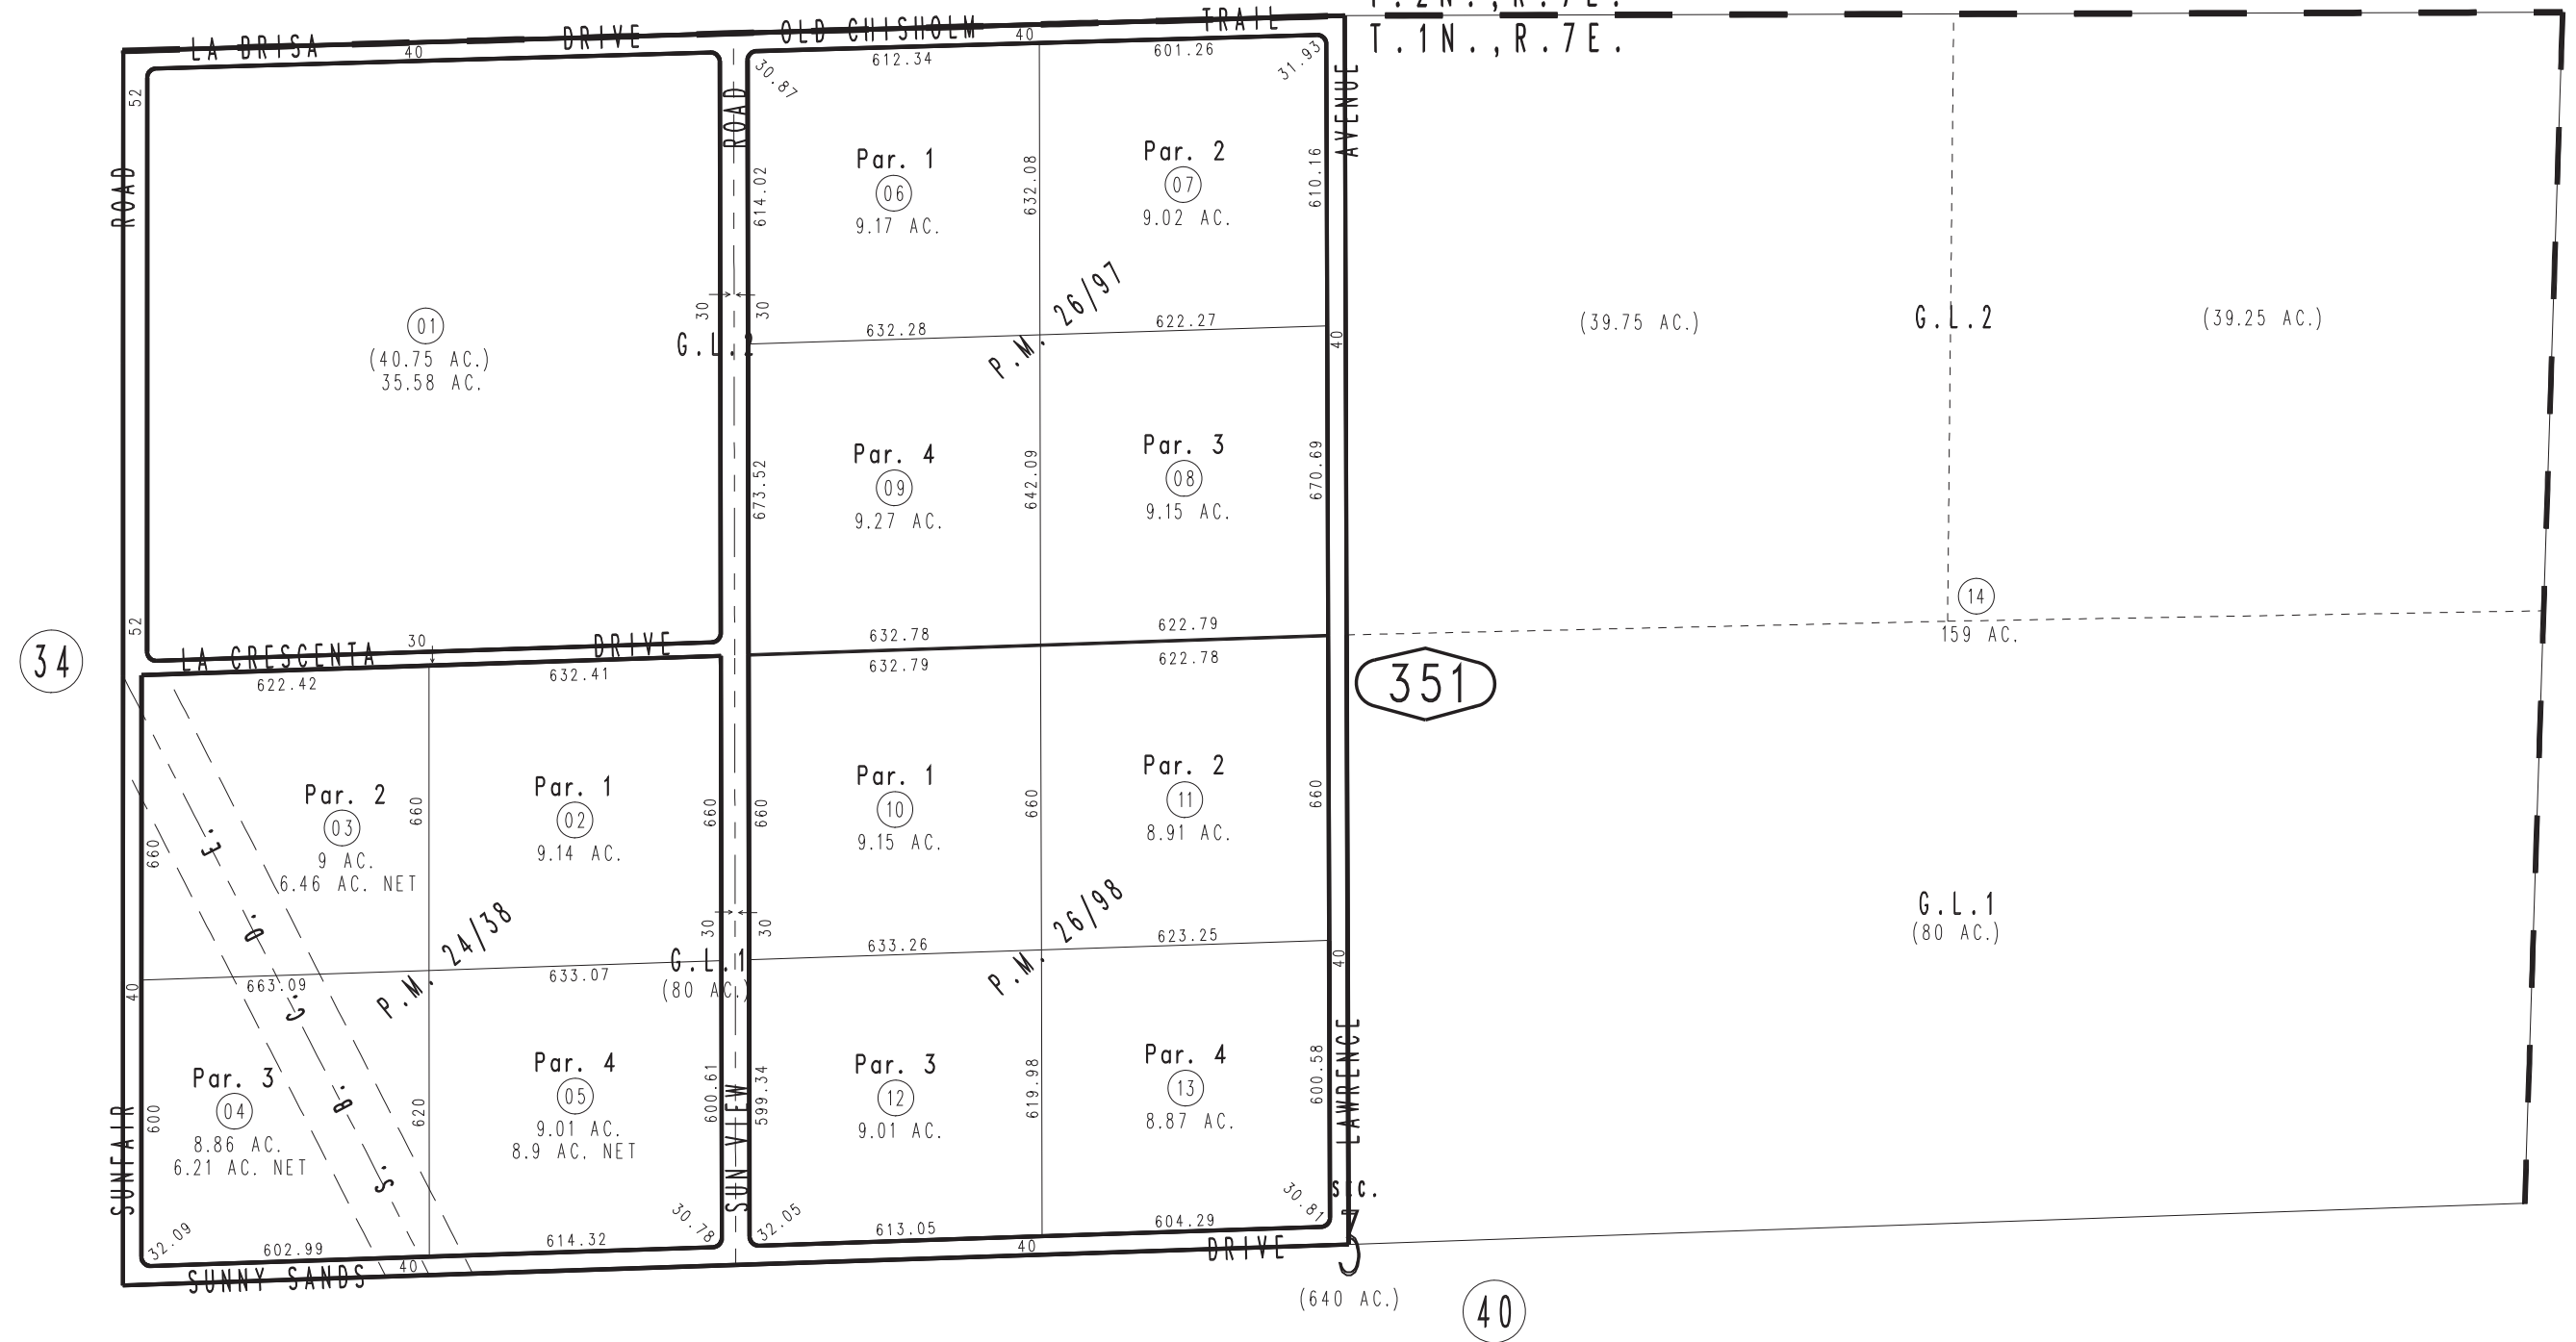 T.2N.,R.7E.
T.1N.,R.7E.
LA BRISA DRIVE
OLD CHISHOLM TRAIL
40
40
612.34
601.26
30.87
31.93
52
ROAD
ROAD
AVENUE
614.02
Par. 1
06
9.17 AC.
632.08
Par. 2
07
9.02 AC.
610.16
01
(40.75 AC.)
35.58 AC.
30
30
G.L.2
632.28
622.27
P.M. 26/97
40
(39.75 AC.)
G.L.2
(39.25 AC.)
673.52
Par. 4
09
9.27 AC.
642.09
Par. 3
08
9.15 AC.
670.69
52
632.78
622.79
14
159 AC.
34
LA CRESCENTA DRIVE
30
622.42
632.41
632.79
622.78
351
660
Par. 2
03
9 AC.
6.46 AC. NET
660
Par. 1
02
9.14 AC.
660
660
Par. 1
10
9.15 AC.
660
Par. 2
11
8.91 AC.
660
30
30
G.L.1
(80 AC.)
633.26
623.25
P.M. 26/98
40
G.L.1
(80 AC.)
663.09
633.07
P.M. 24/38
40
S.B.C.F.
600
Par. 3
04
8.86 AC.
6.21 AC. NET
620
Par. 4
05
9.01 AC.
8.9 AC. NET
600.61
599.34
Par. 3
12
9.01 AC.
619.98
Par. 4
13
8.87 AC.
600.58
SUNFAIR
SUN VIEW
LAWRENCE
Sec.
32.09
602.99
614.32
30.78
32.05
613.05
604.29
30.81
SUNNY SANDS
40
40
DRIVE
(640 AC.)
40